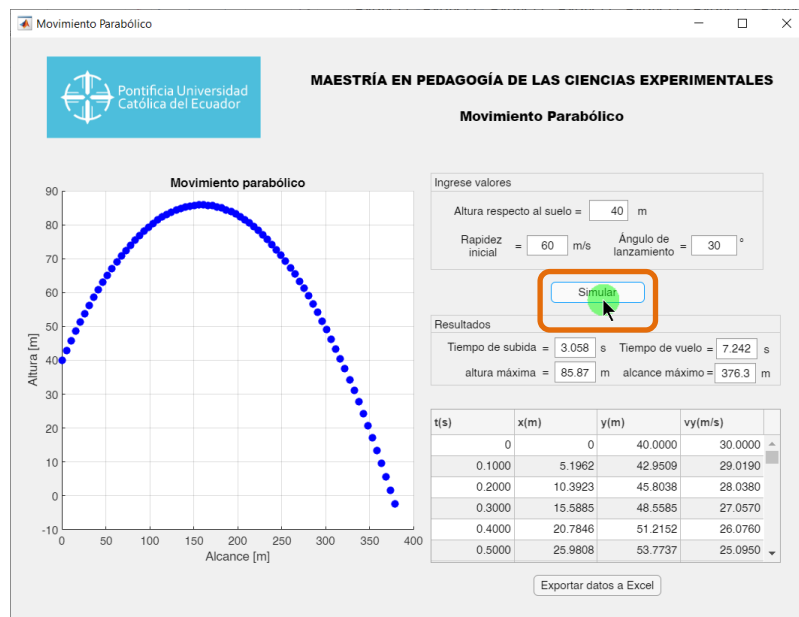 Movimiento Parabólico
Pontificia Universidad
Católica del Ecuador
MAESTRÍA EN PEDAGOGÍA DE LAS CIENCIAS EXPERIMENTALES
Movimiento Parabólico
Movimiento parabólico
90
80
70
60
50
40
30
20
10
0
-10
0 50 100 150 200 250 300 350 400
Altura [m]
Alcance [m]
Ingrese valores
Altura respecto al suelo = 40 m
Rapidez inicial = 60 m/s Ángulo de lanzamiento = 30 °
Simular
Resultados
Tiempo de subida = 3.058 s Tiempo de vuelo = 7.242 s
altura máxima = 85.87 m alcance máximo = 376.3 m
t(s) x(m) y(m) vy(m/s)
0 0 40.0000 30.0000
0.1000 5.1962 42.9509 29.0190
0.2000 10.3923 45.8038 28.0380
0.3000 15.5885 48.5585 27.0570
0.4000 20.7846 51.2152 26.0760
0.5000 25.9808 53.7737 25.0950
Exportar datos a Excel